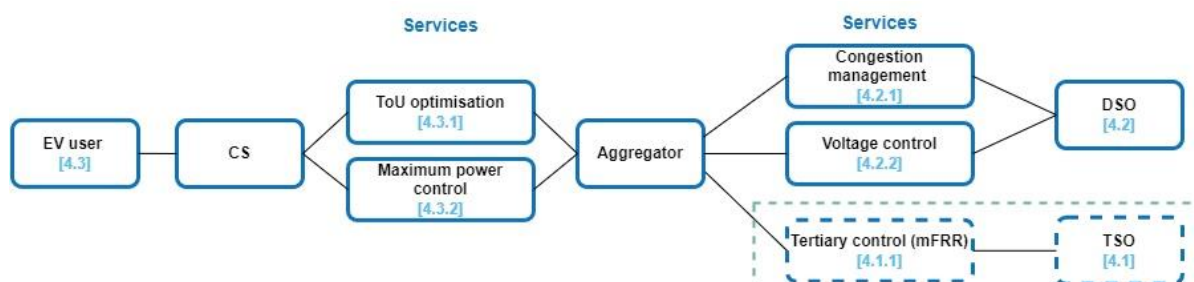 Services
Services
EV user
[4.3]
CS
ToU optimisation
[4.3.1]
Maximum power
control
[4.3.2]
Aggregator
Congestion
management
[4.2.1]
Voltage control
[4.2.2]
Tertiary control (mFRR)
[4.1.1]
DSO
[4.2]
TSO
[4.1]